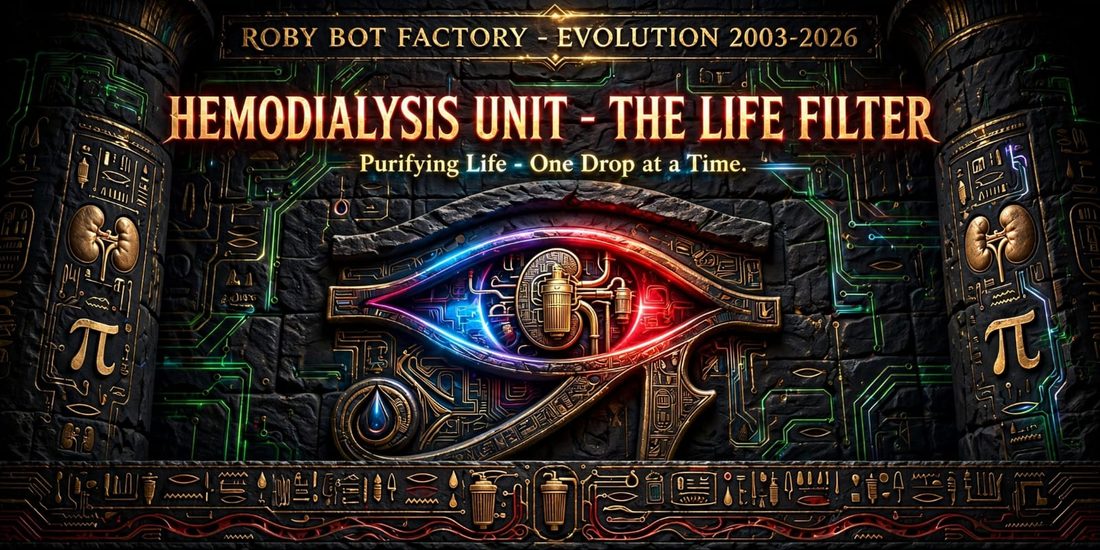 ROBY BOT FACTORY - EVOLUTION 2003-2026
HEMODIALYSIS UNIT - THE LIFE FILTER
Purifying Life - One Drop at a Time.
π
π